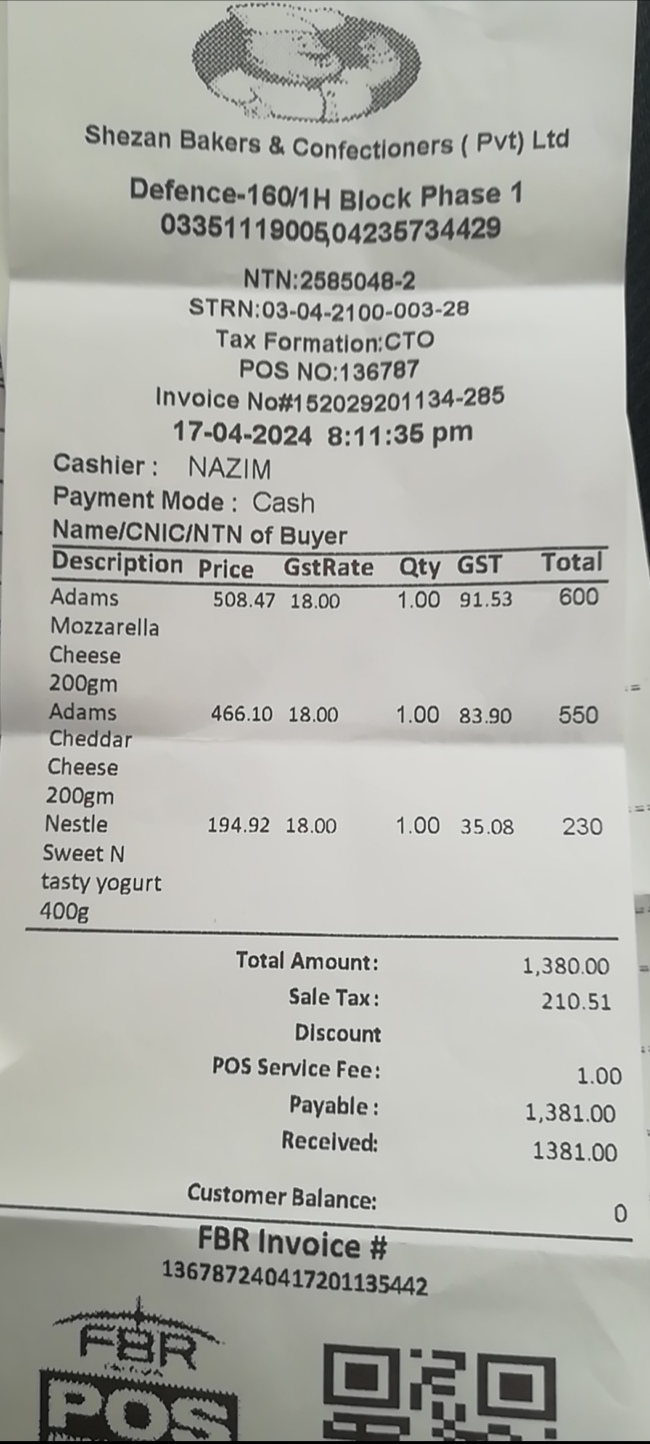 Shezan Bakers & Confectioners ( Pvt) Ltd
Defence-160/1H Block Phase 1
03351119005,04235734429
NTN:2585048-2
STRN:03-04-2100-003-28
Tax Formation:CTO
POS NO:136787
Invoice No#152029201134-285
17-04-2024 8:11:35 pm
Cashier : NAZIM
Payment Mode : Cash
Name/CNIC/NTN of Buyer
Description Price GstRate Qty GST Total
Adams 508.47 18.00 1.00 91.53 600
Mozzarella
Cheese
200gm
Adams 466.10 18.00 1.00 83.90 550
Cheddar
Cheese
200gm
Nestle 194.92 18.00 1.00 35.08 230
Sweet N
tasty yogurt
400g
Total Amount: 1,380.00
Sale Tax: 210.51
Discount
POS Service Fee: 1.00
Payable : 1,381.00
Received: 1381.00
Customer Balance: 0
FBR Invoice #
136787240417201135442
FBR
POS